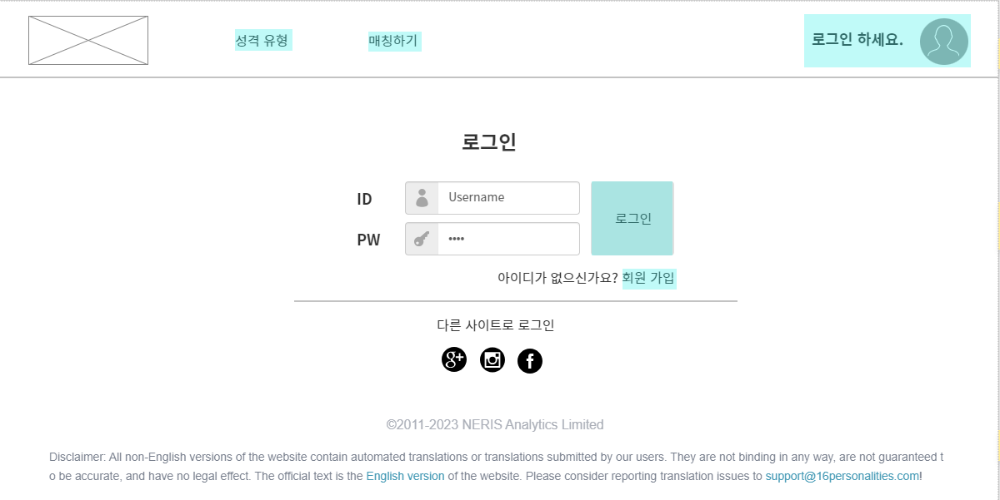 성격 유형 매칭하기 로그인 하세요.
로그인
ID Username
로그인
PW ••••
아이디가 없으신가요? 회원 가입
다른 사이트로 로그인
©2011-2023 NERIS Analytics Limited
Disclaimer: All non-English versions of the website contain automated translations or translations submitted by our users. They are not binding in any way, are not guaranteed t
o be accurate, and have no legal effect. The official text is the English version of the website. Please consider reporting translation issues to support@16personalities.com!